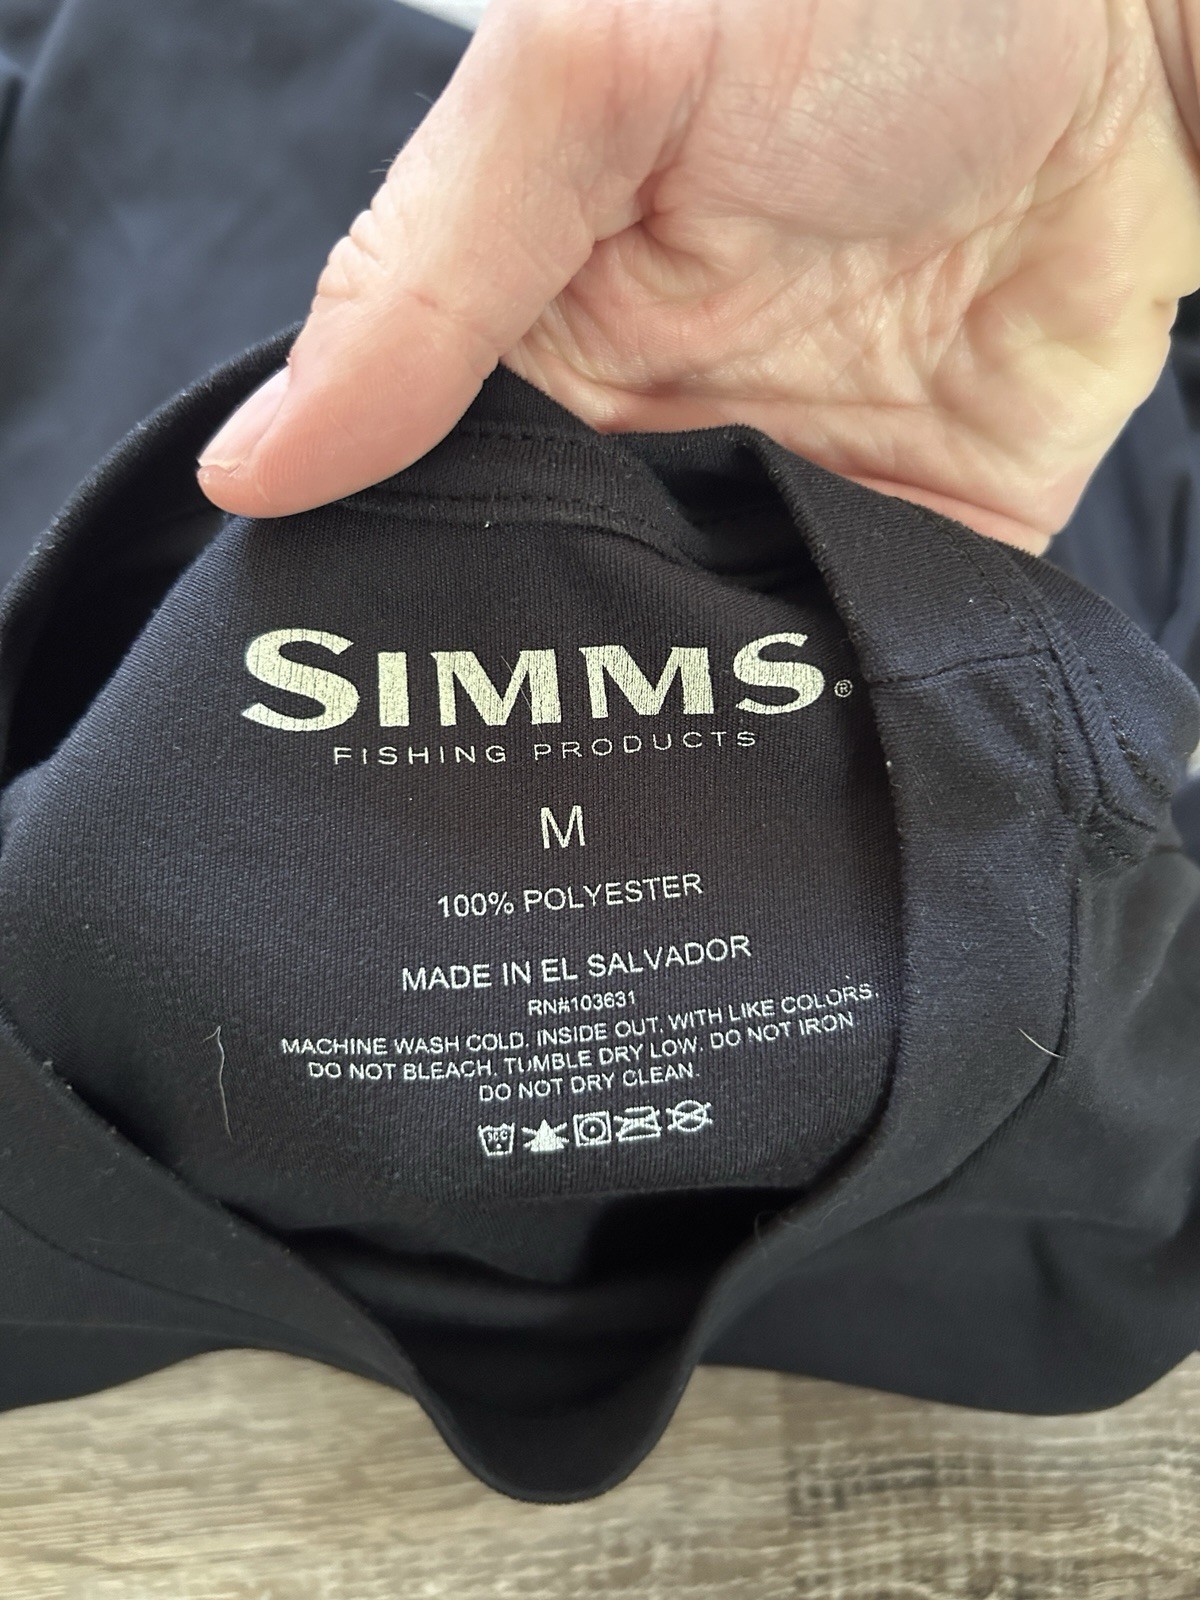 SIMMS®
FISHING PRODUCTS
M
100% POLYESTER
MADE IN EL SALVADOR
RN#103631
MACHINE WASH COLD. INSIDE OUT. WITH LIKE COLORS.
DO NOT BLEACH. TUMBLE DRY LOW. DO NOT IRON
DO NOT DRY CLEAN.
30C